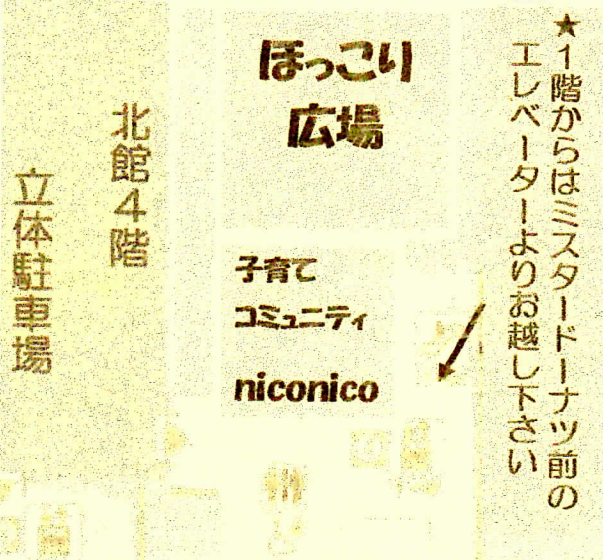 ★1階からはミスタードーナツ前の
エレベーターよりお越し下さい
ほっこり
広場
子育て
コミュニティ
niconico
北館4階
立体駐車場